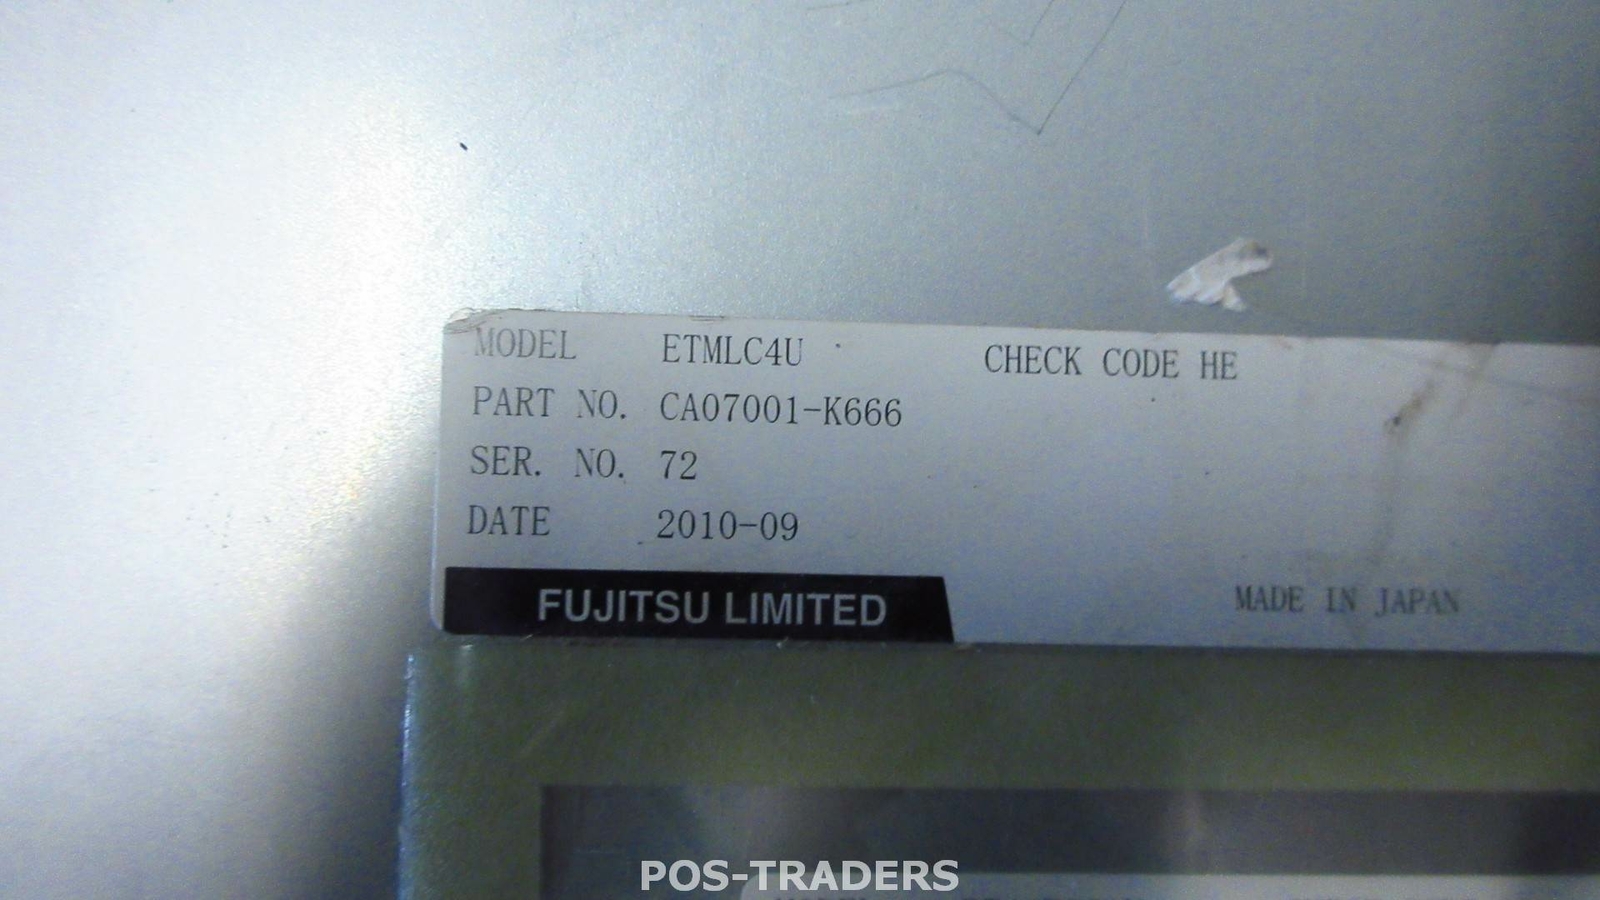 MODEL ETMLC4U CHECK CODE HE
PART NO. CA07001-K666
SER. NO. 72
DATE 2010-09
FUJITSU LIMITED MADE IN JAPAN
POS-TRADERS